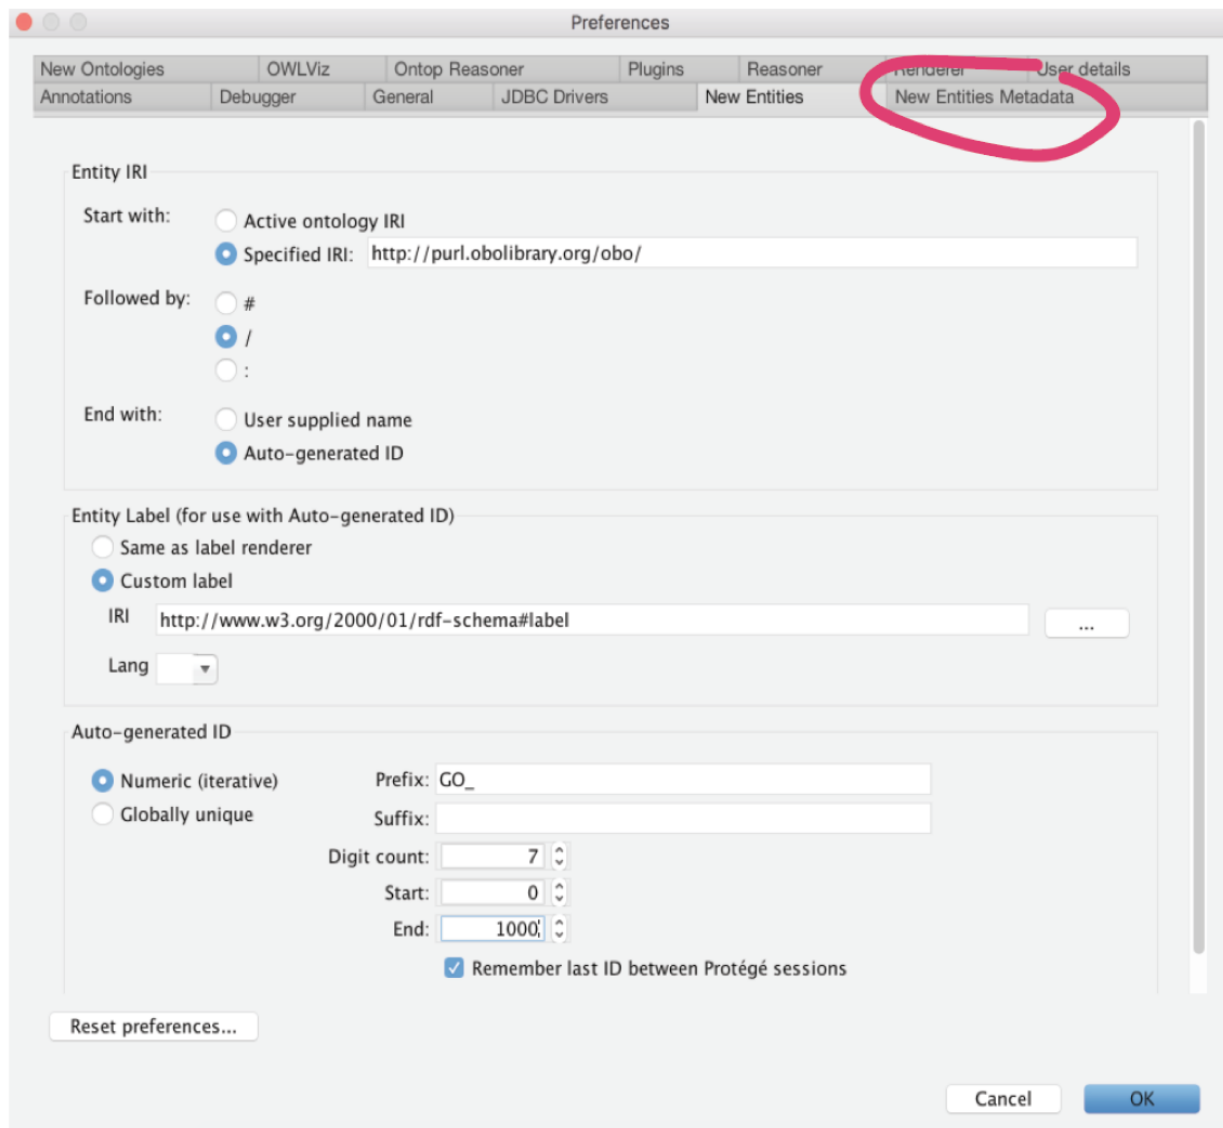 Preferences
New Ontologies OWLViz Ontop Reasoner Plugins Reasoner Renderer User details
Annotations Debugger General JDBC Drivers New Entities New Entities Metadata
Entity IRI
Start with: Active ontology IRI
Specified IRI: http://purl.obolibrary.org/obo/
Followed by: #
/
:
End with: User supplied name
Auto-generated ID
Entity Label (for use with Auto-generated ID)
Same as label renderer
Custom label
IRI http://www.w3.org/2000/01/rdf-schema#label ...
Lang
Auto-generated ID
Numeric (iterative) Prefix: GO_
Globally unique Suffix:
Digit count: 7
Start: 0
End: 1000
Remember last ID between Protégé sessions
Reset preferences...
Cancel OK